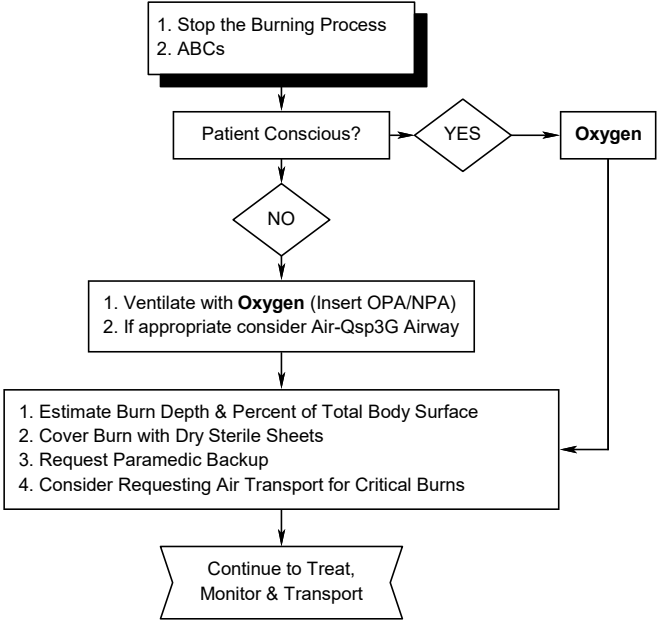 1. Stop the Burning Process
2. ABCs
Patient Conscious?
YES
Oxygen
NO
1. Ventilate with Oxygen (Insert OPA/NPA)
2. If appropriate consider Air-Qsp3G Airway
1. Estimate Burn Depth & Percent of Total Body Surface
2. Cover Burn with Dry Sterile Sheets
3. Request Paramedic Backup
4. Consider Requesting Air Transport for Critical Burns
Continue to Treat,
Monitor & Transport